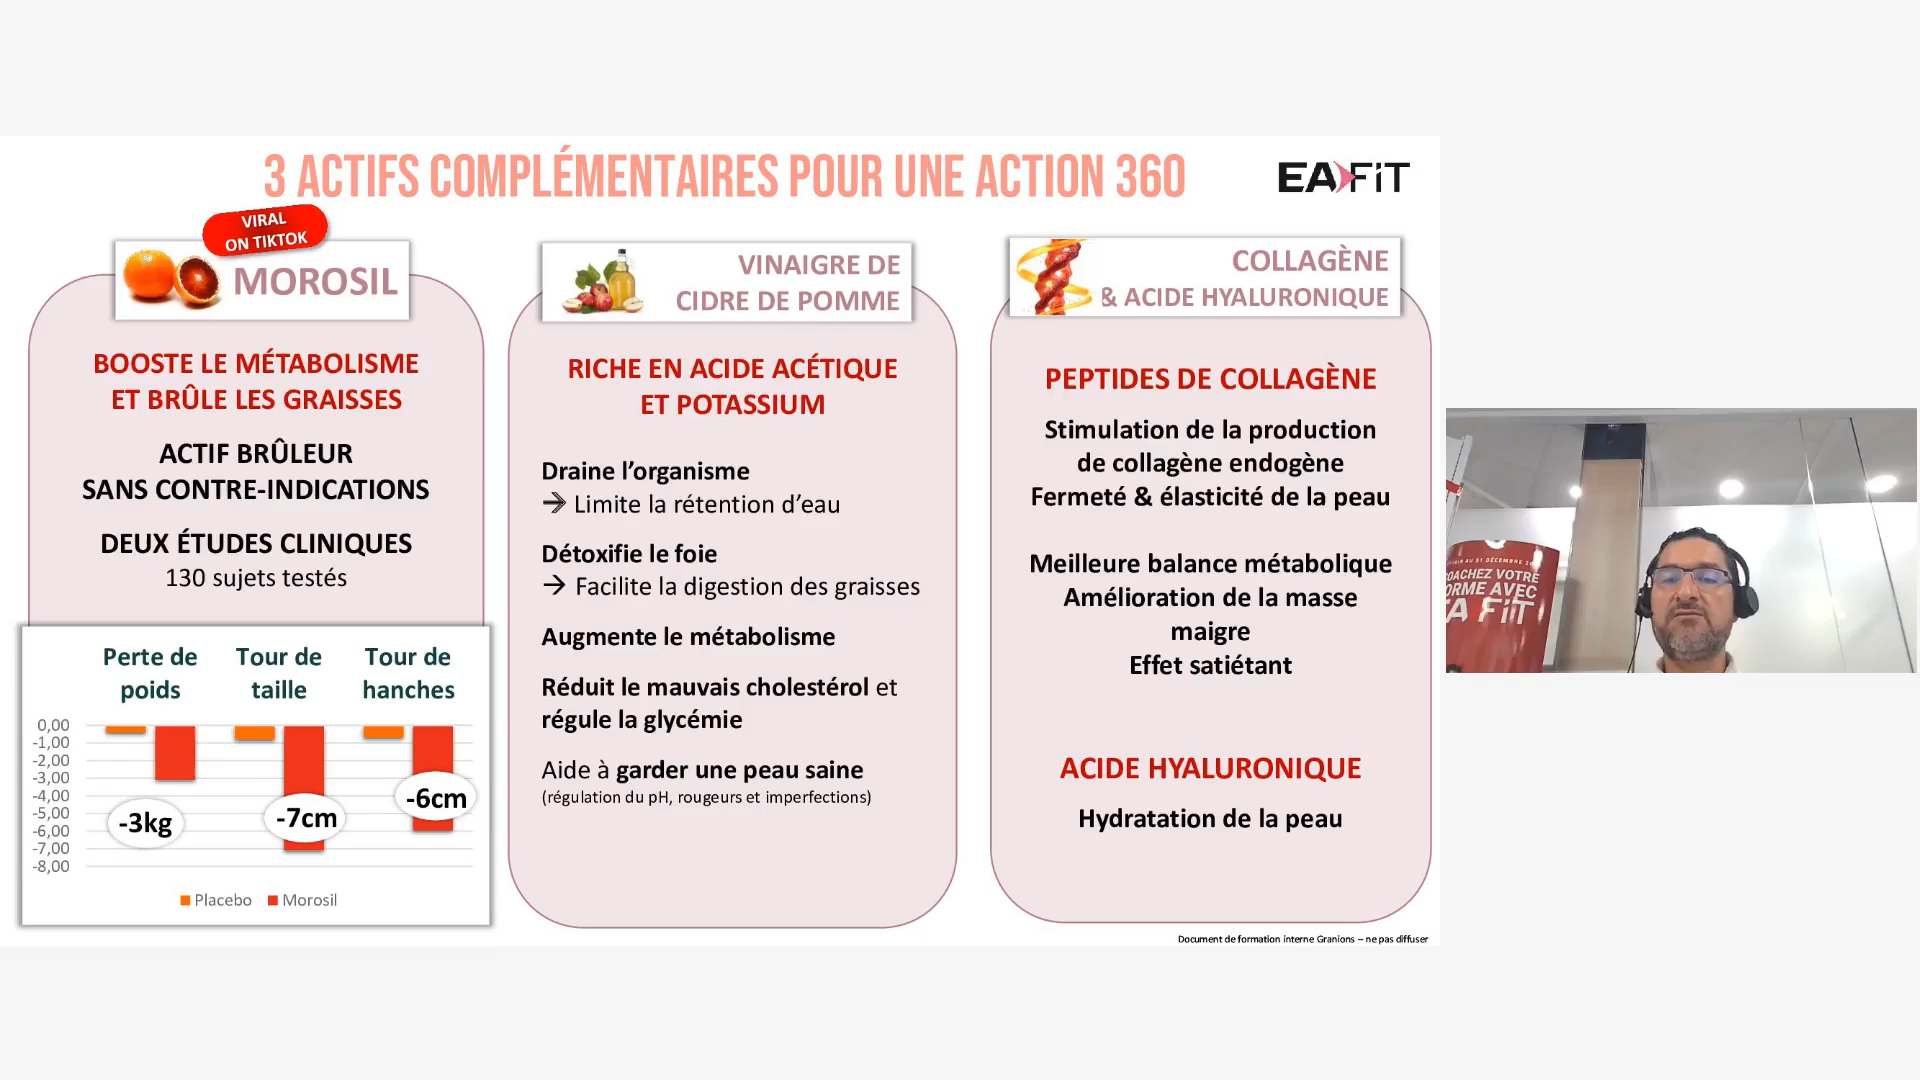 3 ACTIFS COMPLÉMENTAIRES POUR UNE ACTION 360
EAFIT
VIRAL
ON TIKTOK
MOROSIL
BOOSTE LE MÉTABOLISME
ET BRÛLE LES GRAISSES
ACTIF BRÛLEUR
SANS CONTRE-INDICATIONS
DEUX ÉTUDES CLINIQUES
130 sujets testés
Perte de
poids
Tour de
taille
Tour de
hanches
0,00
-1,00
-2,00
-3,00
-4,00
-5,00
-6,00
-7,00
-8,00
-3kg
-7cm
-6cm
Placebo
Morosil
VINAIGRE DE
CIDRE DE POMME
RICHE EN ACIDE ACÉTIQUE
ET POTASSIUM
Draine l’organisme
→ Limite la rétention d’eau
Détoxifie le foie
→ Facilite la digestion des graisses
Augmente le métabolisme
Réduit le mauvais cholestérol et
régule la glycémie
Aide à garder une peau saine
(régulation du pH, rougeurs et imperfections)
COLLAGÈNE
& ACIDE HYALURONIQUE
PEPTIDES DE COLLAGÈNE
Stimulation de la production
de collagène endogène
Fermeté & élasticité de la peau
Meilleure balance métabolique
Amélioration de la masse
maigre
Effet satiétant
ACIDE HYALURONIQUE
Hydratation de la peau
Document de formation interne Granions – ne pas diffuser
AU 31 DÉCEMBRE
OACHEZ VOTRE
ORME AVEC
EA FIT